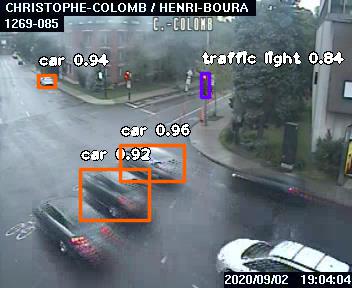 CHRISTOPHE-COLOMB / HENRI-BOURA
1269-085
C.-COLOMB
car 0.94
traffic light 0.84
car 0.96
car 0.92
2020/09/02 19:04:04